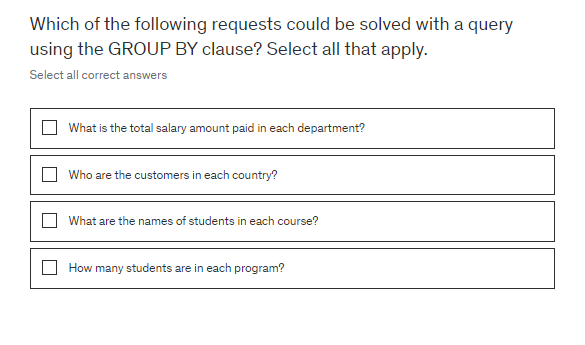 Which of the following requests could be solved with a query
using the GROUP BY clause? Select all that apply.
Select all correct answers
What is the total salary amount paid in each department?
Who are the customers in each country?
What are the names of students in each course?
How many students are in each program?